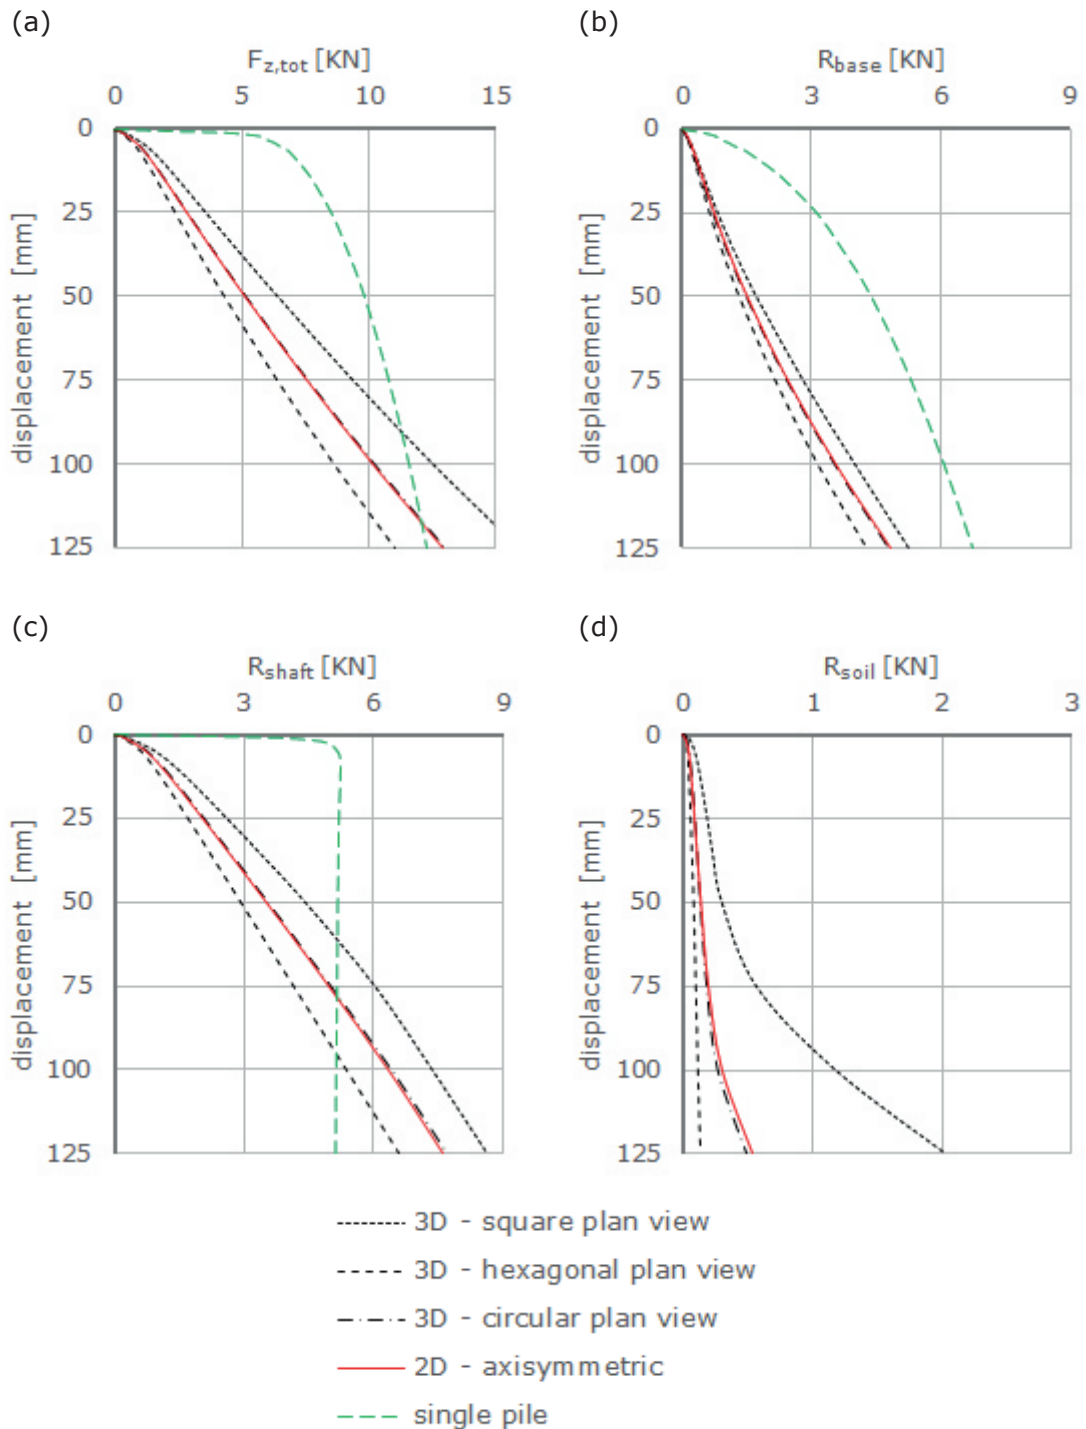 (a)
(b)
Fz,tot [KN]
Rbase [KN]
0 5 10 15
0 3 6 9
0
25
50
75
100
125
displacement [mm]
0
25
50
75
100
125
displacement [mm]
(c)
(d)
Rshaft [KN]
Rsoil [KN]
0 3 6 9
0 1 2 3
0
25
50
75
100
125
displacement [mm]
0
25
50
75
100
125
displacement [mm]
3D - square plan view
3D - hexagonal plan view
3D - circular plan view
2D - axisymmetric
single pile